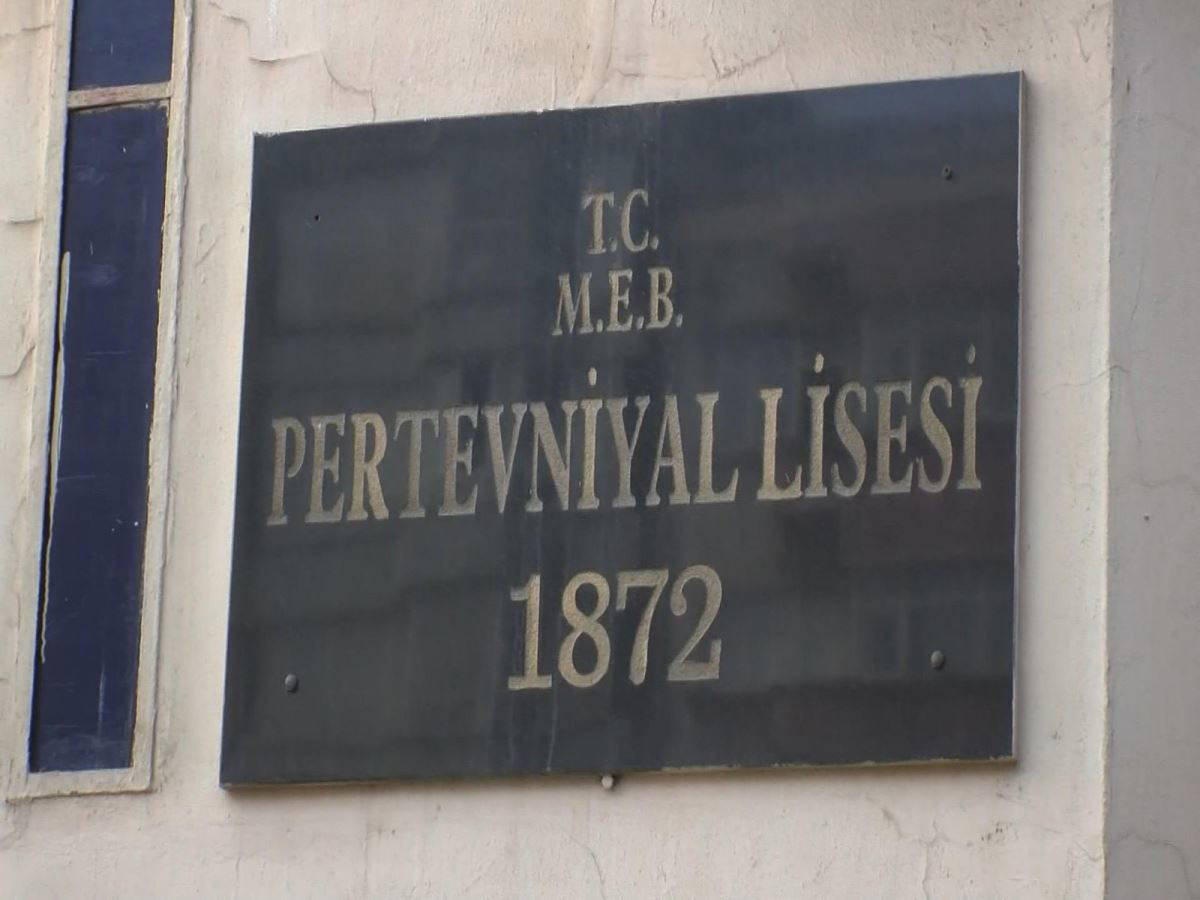 T.C.
M.E.B.
PERTEVNİYAL LİSESİ
1872